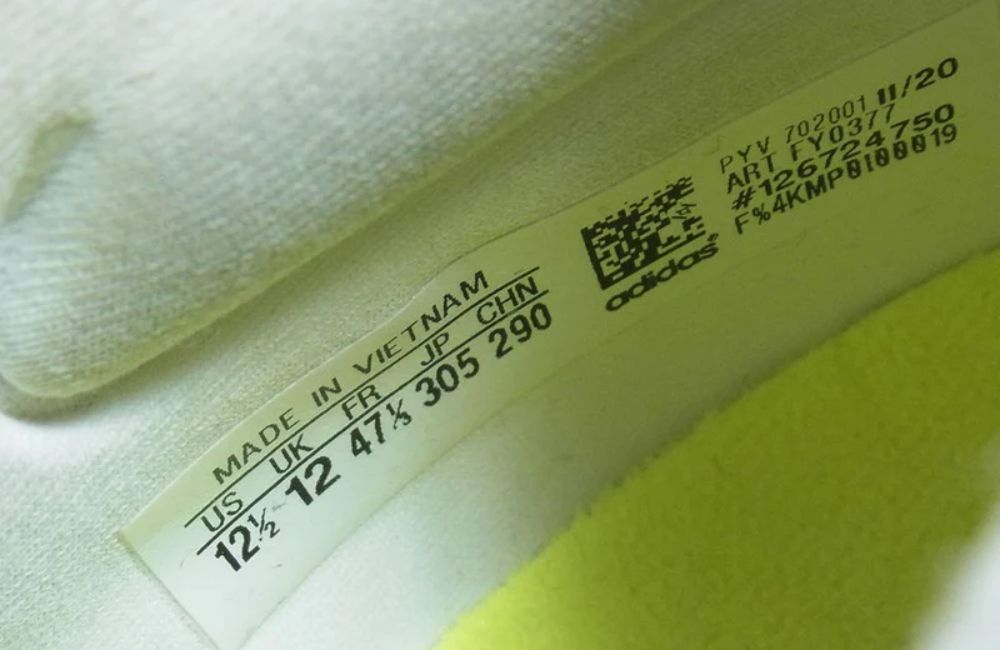 MADE IN VIETNAM
US UK FR JP CHN
12½ 12 47⅓ 305 290
adidas
PYV 702001 11/20
ART FY0377
#126724750
F%4KMP0100019